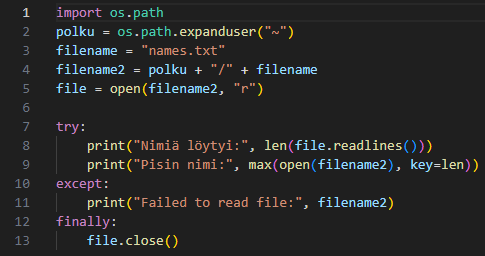 1 import os.path
2 polku = os.path.expanduser("~")
3 filename = "names.txt"
4 filename2 = polku + "/" + filename
5 file = open(filename2, "r")
6
7 try:
8     print("Nimiä löytyi:", len(file.readlines()))
9     print("Pisin nimi:", max(open(filename2), key=len))
10 except:
11     print("Failed to read file:", filename2)
12 finally:
13     file.close()